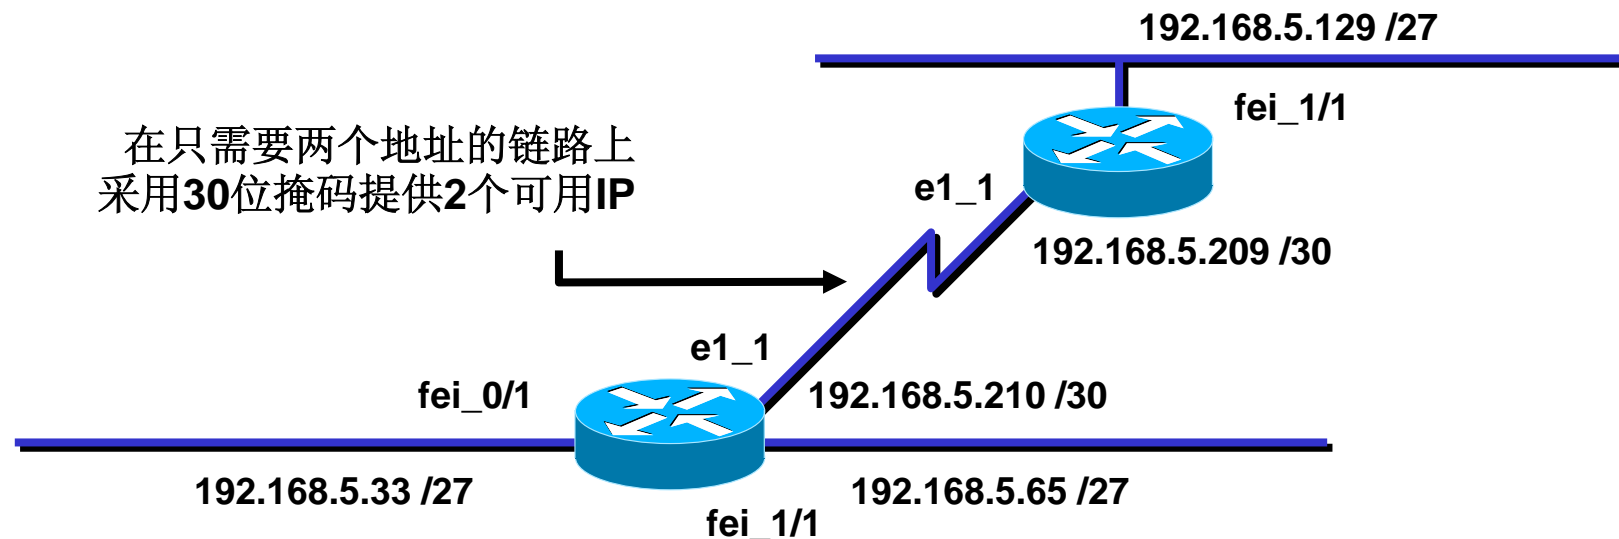 192.168.5.129 /27
fei_1/1
在只需要两个地址的链路上
采用30位掩码提供2个可用IP
e1_1
192.168.5.209 /30
e1_1
fei_0/1
192.168.5.210 /30
192.168.5.33 /27
192.168.5.65 /27
fei_1/1